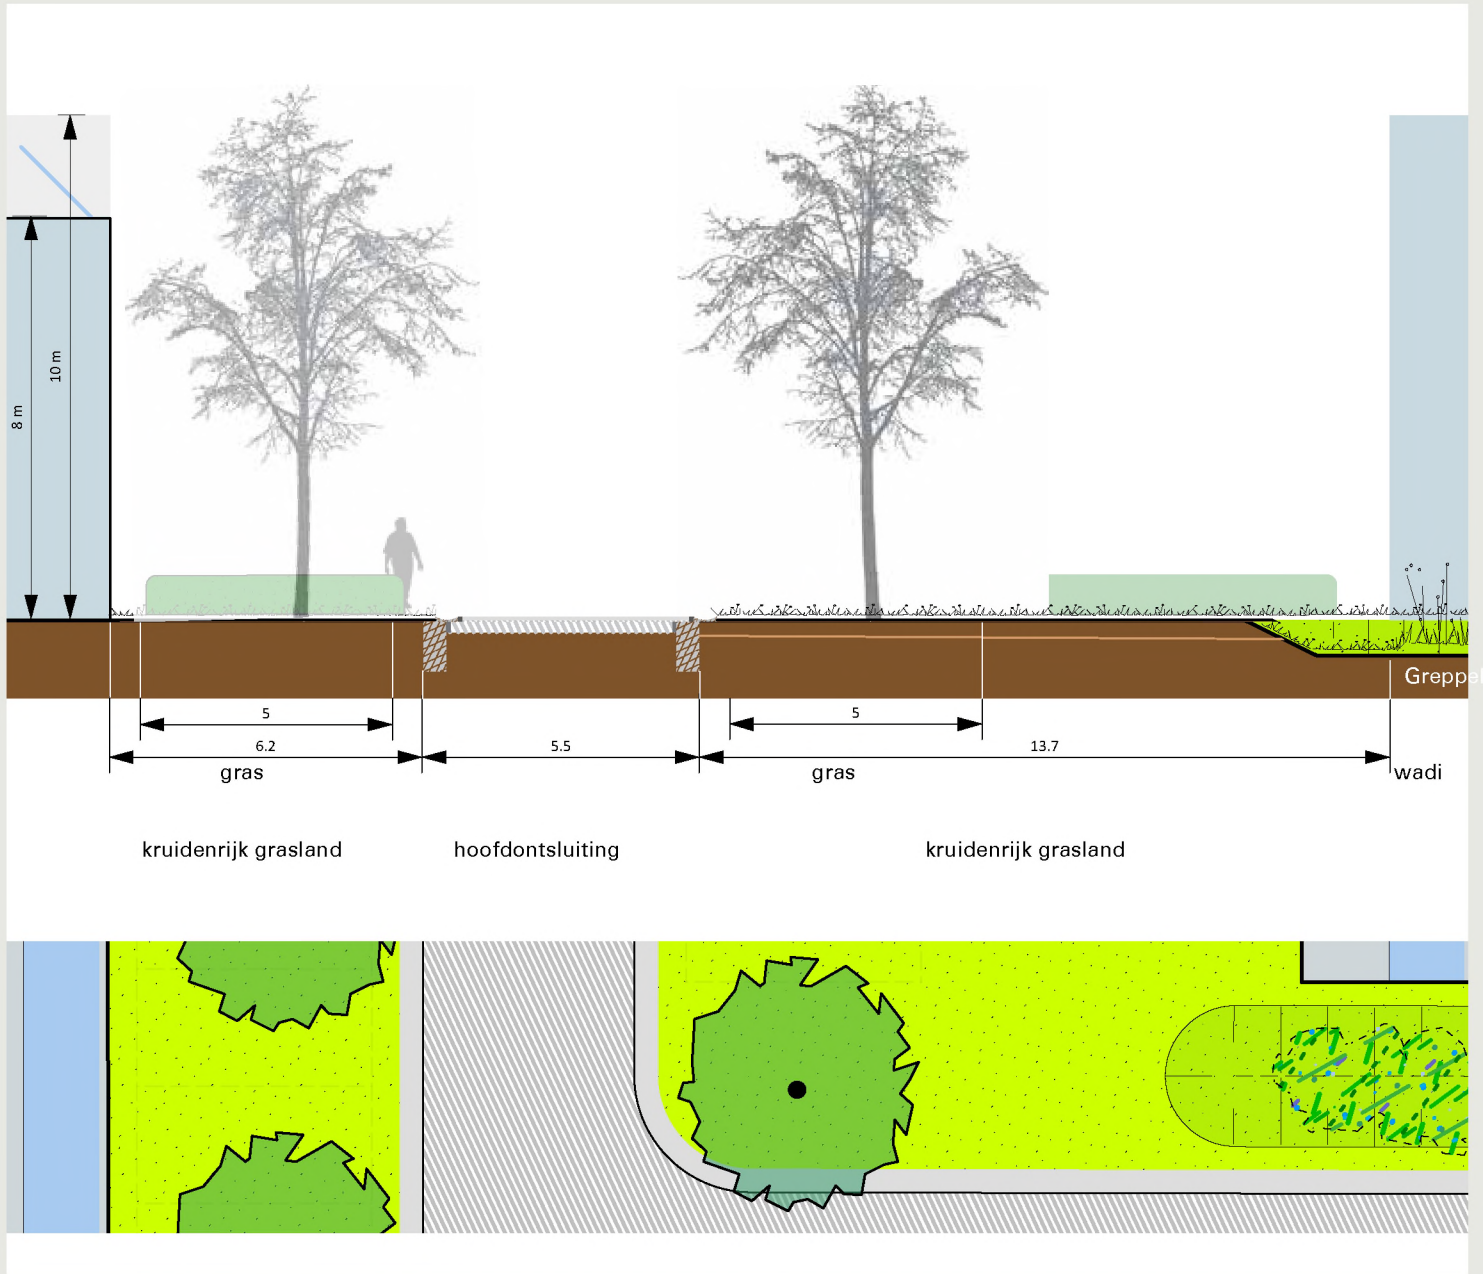 10 m
8 m
Greppel
5
5
6.2
5.5
13.7
gras
gras
wadi
kruidenrijk grasland
hoofdontsluiting
kruidenrijk grasland